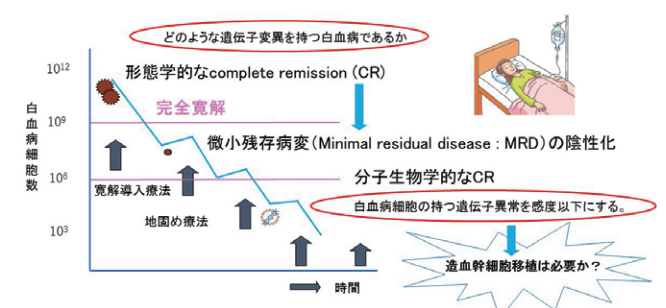 どのような遺伝子変異を持つ白血病であるか
形態学的なcomplete remission (CR)
完全寛解
微小残存病変(Minimal residual disease : MRD)の陰性化
分子生物学的なCR
白血病細胞の持つ遺伝子異常を感度以下にする。
造血幹細胞移植は必要か?
白血病細胞数
10¹²
10⁹
10⁶
10³
寛解導入療法
地固め療法
時間